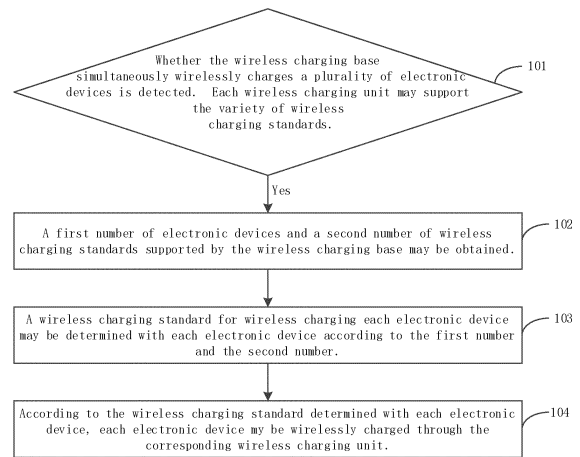 Whether the wireless charging base
simultaneously wirelessly charges a plurality of electronic
devices is detected. Each wireless charging unit may support
the variety of wireless
charging standards.
101
Yes
A first number of electronic devices and a second number of wireless
charging standards supported by the wireless charging base may be obtained.
102
A wireless charging standard for wireless charging each electronic device
may be determined with each electronic device according to the first number
and the second number.
103
According to the wireless charging standard determined with each electronic
device, each electronic device my be wirelessly charged through the
corresponding wireless charging unit.
104